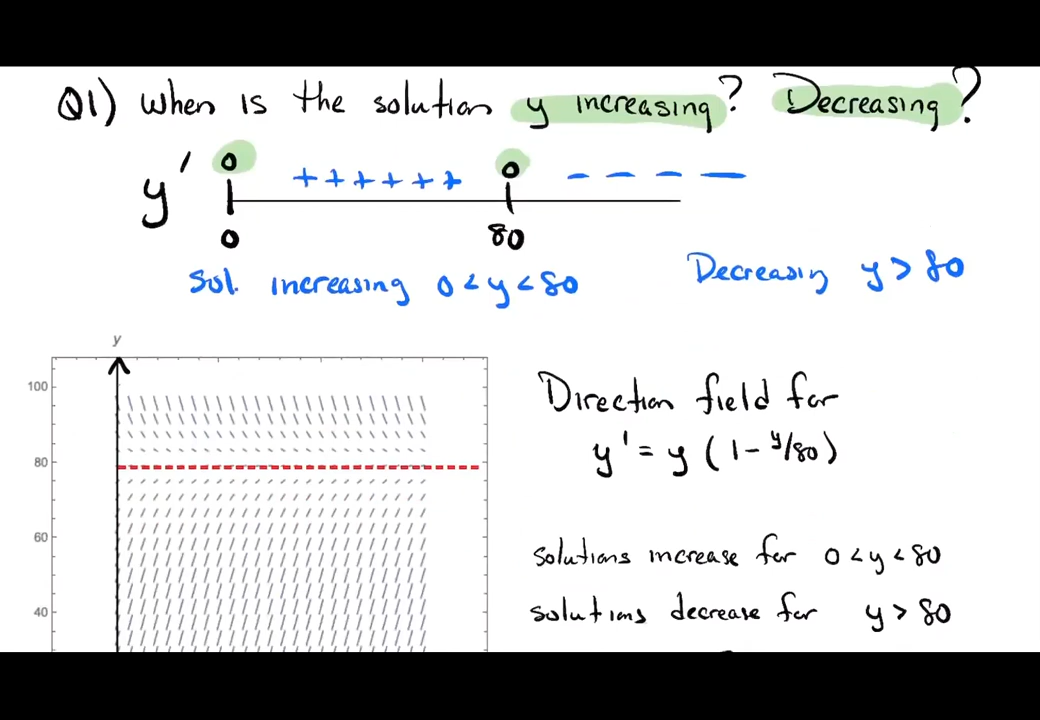 Q1) When is the solution y increasing? Decreasing?
y' 0 ++++++ 0 ----
0 80
Sol. increasing 0 < y < 80 Decreasing y > 80
y
100
80
60
40
Direction field for
y' = y (1 - y/80)
solutions increase for 0 < y < 80
solutions decrease for y > 80